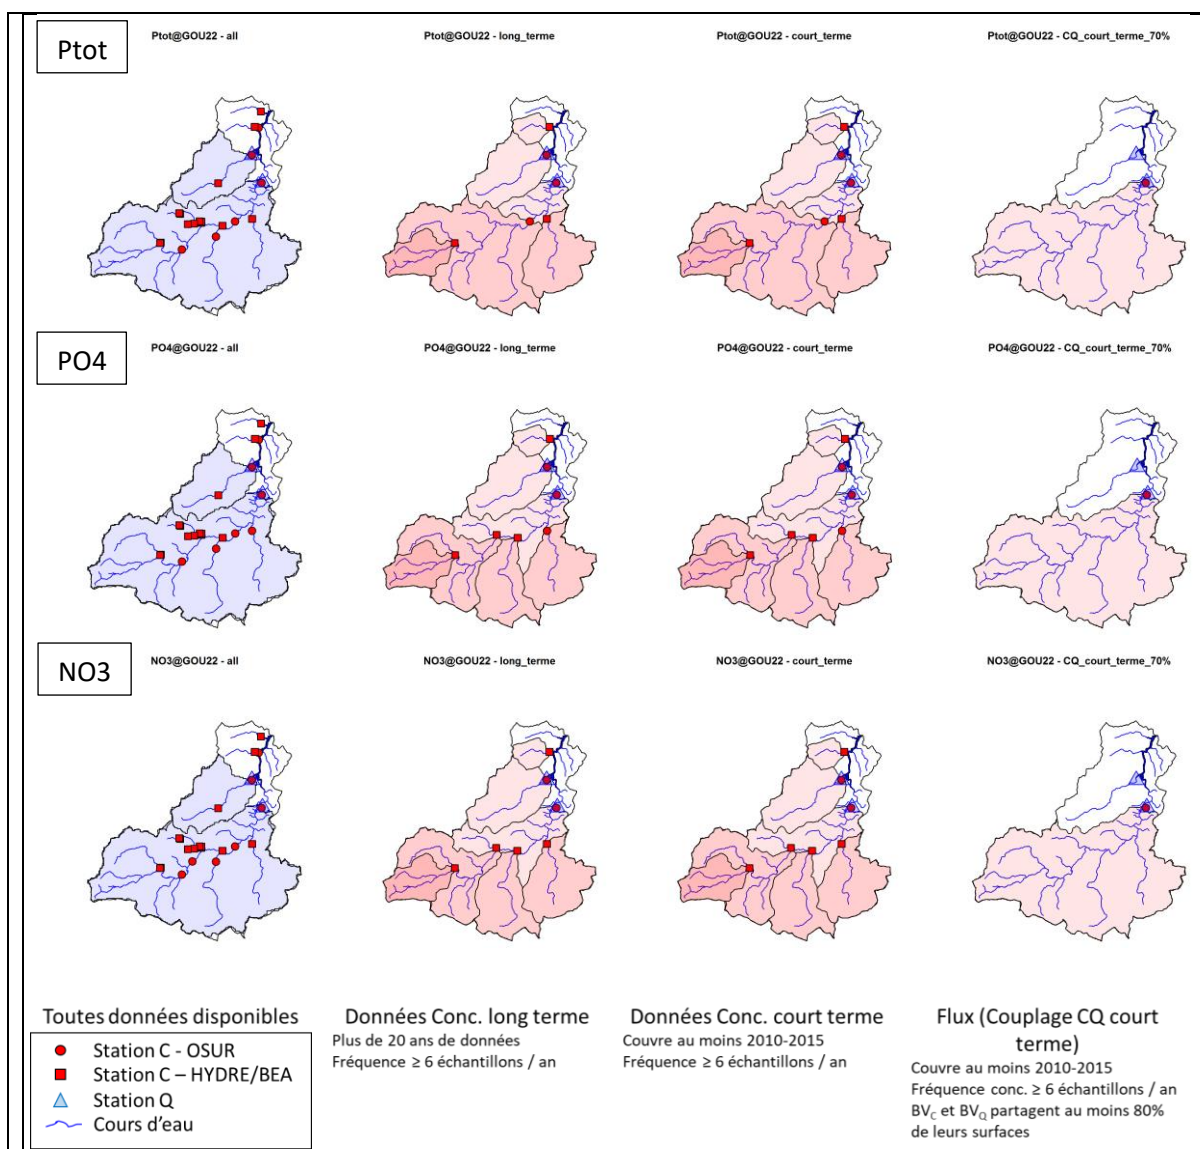 Ptot
Ptot@GOU22 - all
Ptot@GOU22 - long_terme
Ptot@GOU22 - court_terme
Ptot@GOU22 - CQ_court_terme_70%
PO4
PO4@GOU22 - all
PO4@GOU22 - long_terme
PO4@GOU22 - court_terme
PO4@GOU22 - CQ_court_terme_70%
NO3
NO3@GOU22 - all
NO3@GOU22 - long_terme
NO3@GOU22 - court_terme
NO3@GOU22 - CQ_court_terme_70%
Toutes données disponibles
Station C - OSUR
Station C – HYDRE/BEA
Station Q
Cours d'eau
Données Conc. long terme
Plus de 20 ans de données
Fréquence ≥ 6 échantillons / an
Données Conc. court terme
Couvre au moins 2010-2015
Fréquence ≥ 6 échantillons / an
Flux (Couplage CQ court
terme)
Couvre au moins 2010-2015
Fréquence conc. ≥ 6 échantillons / an
BVC et BVQ partagent au moins 80%
de leurs surfaces